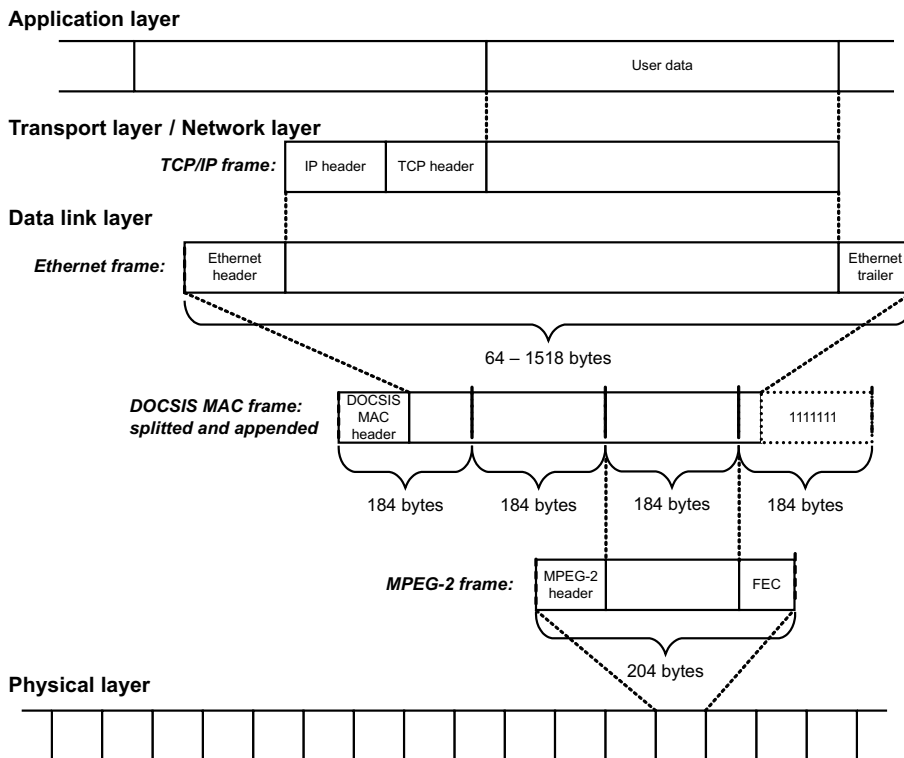 Application layer
User data
Transport layer / Network layer
TCP/IP frame:
IP header
TCP header
Data link layer
Ethernet frame:
Ethernet
header
Ethernet
trailer
64 – 1518 bytes
DOCSIS MAC frame:
splitted and appended
DOCSIS
MAC
header
1111111
184 bytes
184 bytes
184 bytes
184 bytes
MPEG-2 frame:
MPEG-2
header
FEC
204 bytes
Physical layer